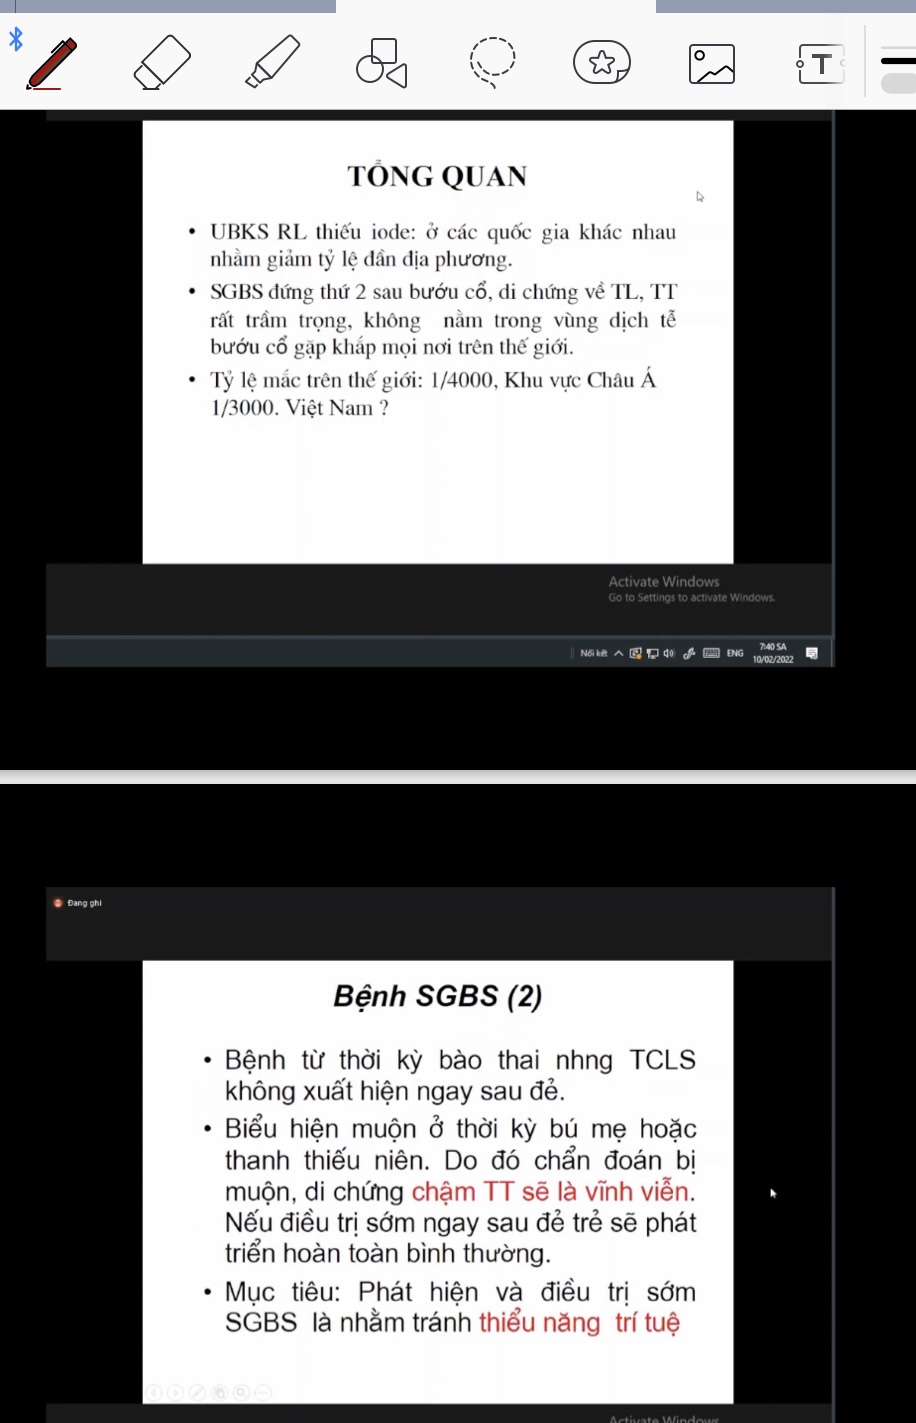 T
TỔNG QUAN
• UBKS RL thiếu iode: ở các quốc gia khác nhau
nhằm giảm tỷ lệ đần địa phương.
• SGBS đứng thứ 2 sau bướu cổ, di chứng về TL, TT
rất trầm trọng, không nằm trong vùng dịch tễ
bướu cổ gặp khắp mọi nơi trên thế giới.
• Tỷ lệ mắc trên thế giới: 1/4000, Khu vực Châu Á
1/3000. Việt Nam ?
Activate Windows
Go to Settings to activate Windows.
Nối kết ENG 7:40 SA
10/02/2022
Đang ghi
Bệnh SGBS (2)
• Bệnh từ thời kỳ bào thai nhng TCLS
không xuất hiện ngay sau đẻ.
• Biểu hiện muộn ở thời kỳ bú mẹ hoặc
thanh thiếu niên. Do đó chẩn đoán bị
muộn, di chứng chậm TT sẽ là vĩnh viễn.
Nếu điều trị sớm ngay sau đẻ trẻ sẽ phát
triển hoàn toàn bình thường.
• Mục tiêu: Phát hiện và điều trị sớm
SGBS là nhằm tránh thiểu năng trí tuệ
Activate Windows